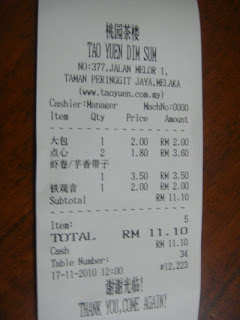 桃园茶楼
TAO YUEN DIM SUM
NO:377,JALAN MELOR 1,
TAMAN PERINGGIT JAYA,MELAKA
(www.taoyuen.com.my)
Cashier:Manager MachNo:0000
Item Qty Price Amount
大包 1 2.00 RM 2.00
点心 2 1.80 RM 3.60
虾卷/芋香带子
1 3.50 RM 3.50
铁观音 1 2.00 RM 2.00
Subtotal RM 11.10
Item: 5
TOTAL RM 11.10
Cash RM 11.10
Table Number: 34
17-11-2010 12:00 #12,223
谢谢光临!
THANK YOU,COME AGAIN!